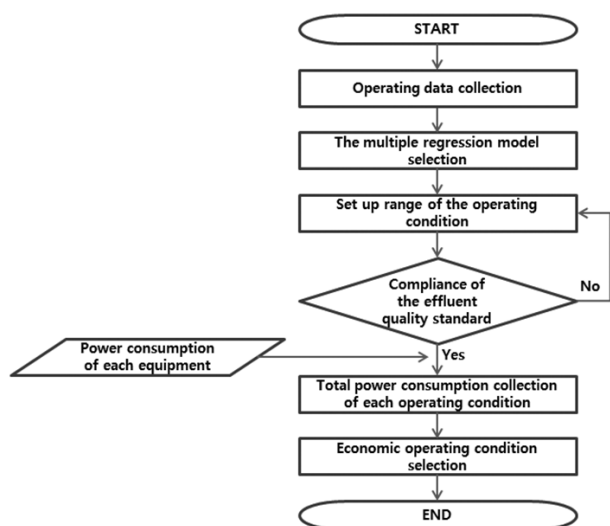 START
Operating data collection
The multiple regression model
selection
Set up range of the operating
condition
Compliance of
the effluent
quality standard
No
Yes
Power consumption
of each equipment
Total power consumption collection
of each operating condition
Economic operating condition
selection
END